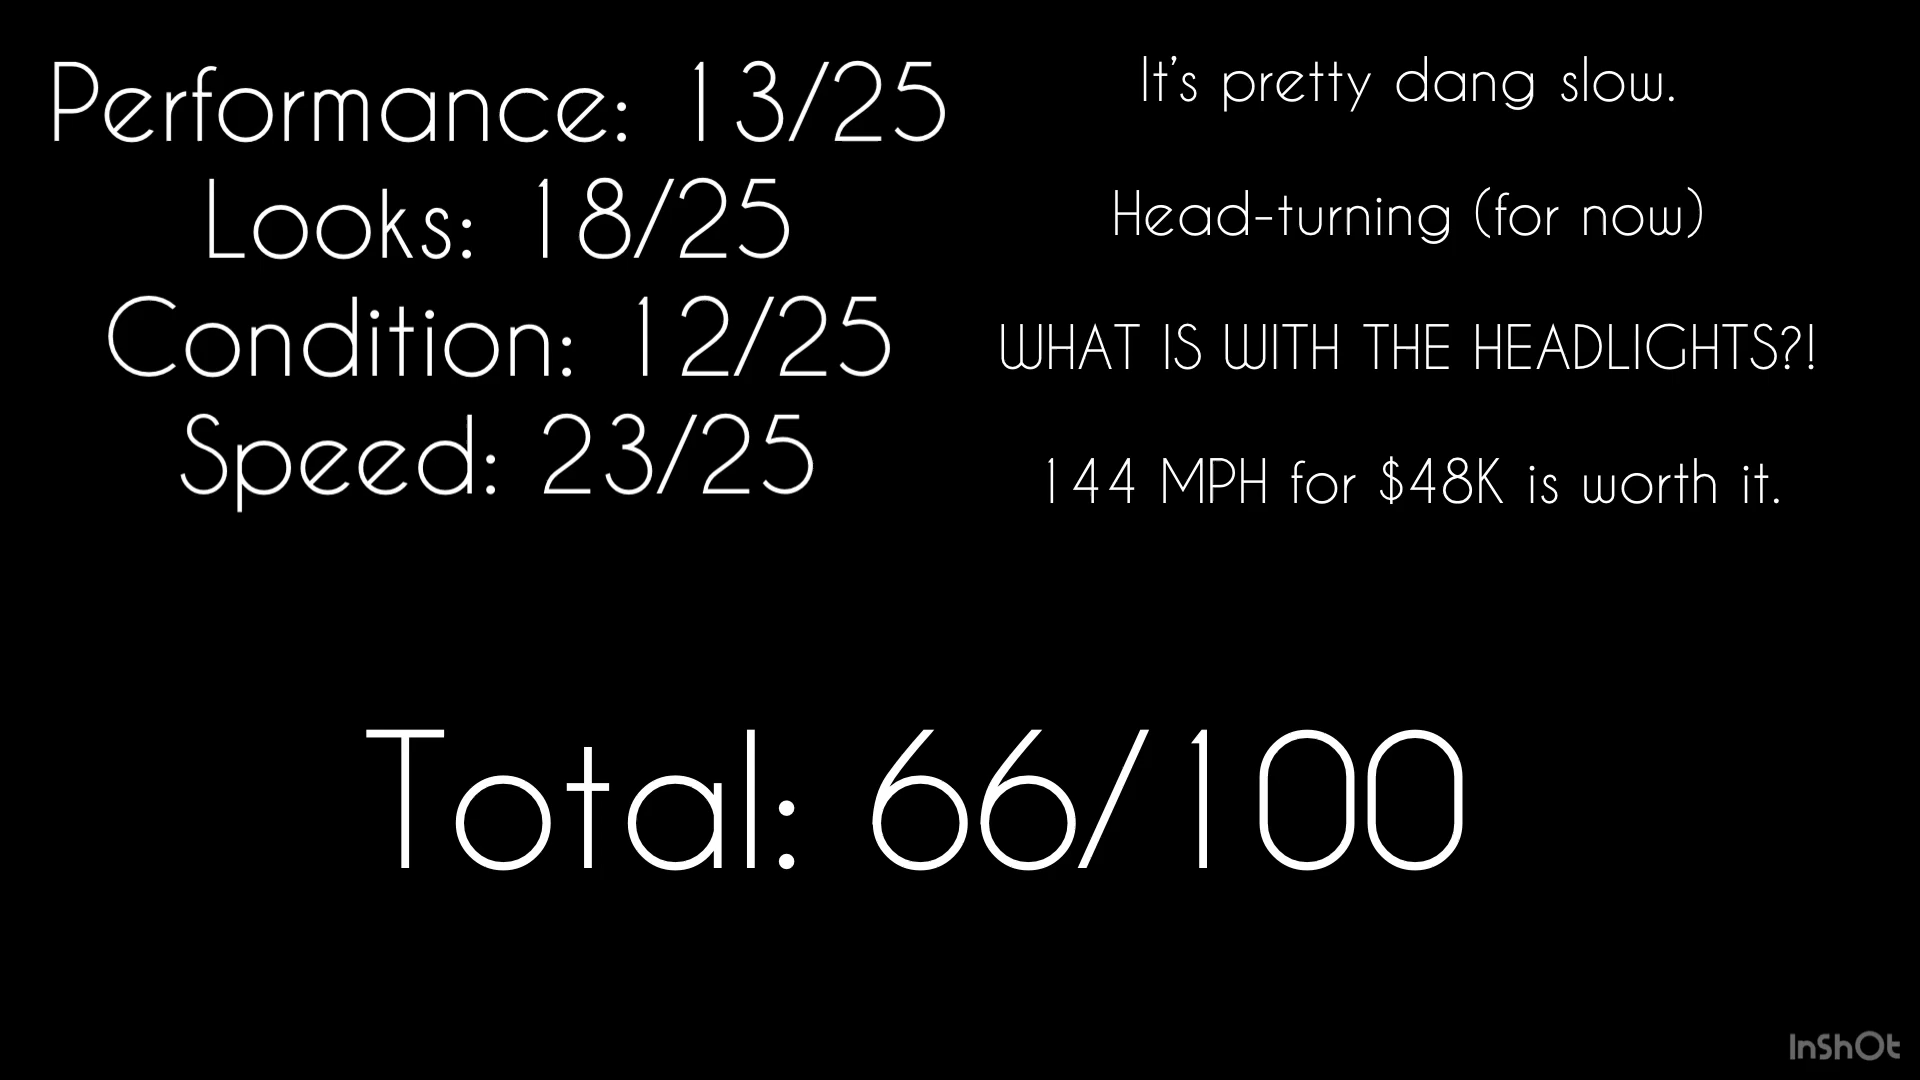 Performance: 13/25
Looks: 18/25
Condition: 12/25
Speed: 23/25
It's pretty dang slow.
Head-turning (for now)
WHAT IS WITH THE HEADLIGHTS?!
144 MPH for $48K is worth it.
Total: 66/100
InShOt